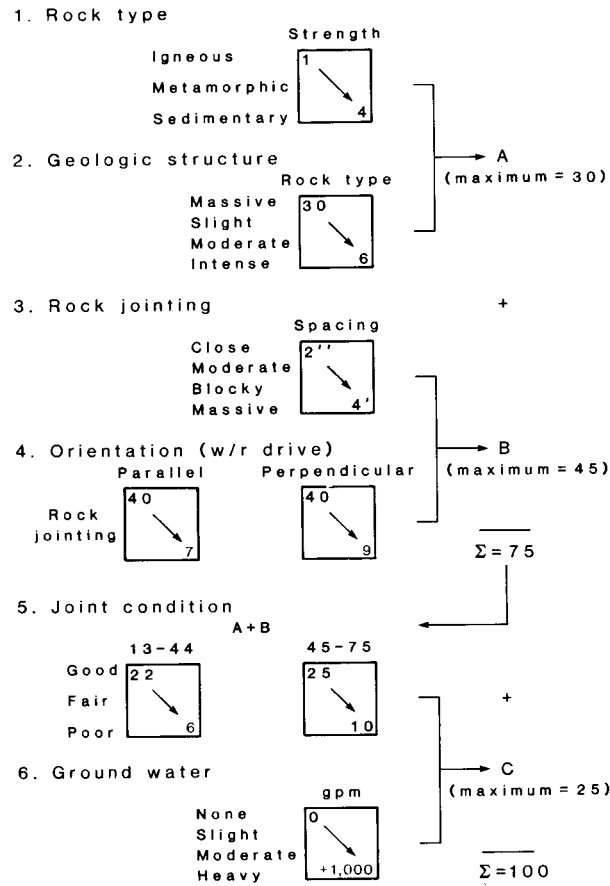 1. Rock type
Strength
Igneous
Metamorphic
Sedimentary
1
4
A
(maximum = 30)
2. Geologic structure
Rock type
Massive
Slight
Moderate
Intense
30
6
3. Rock jointing
+
Spacing
Close
Moderate
Blocky
Massive
2''
4'
4. Orientation (w/r drive)
B
(maximum = 45)
Parallel
Perpendicular
Rock
jointing
40
7
40
9
Σ = 75
5. Joint condition
A+B
13-44
45-75
Good
Fair
Poor
22
6
25
10
+
6. Ground water
C
(maximum = 25)
gpm
None
Slight
Moderate
Heavy
0
+1,000
Σ=100